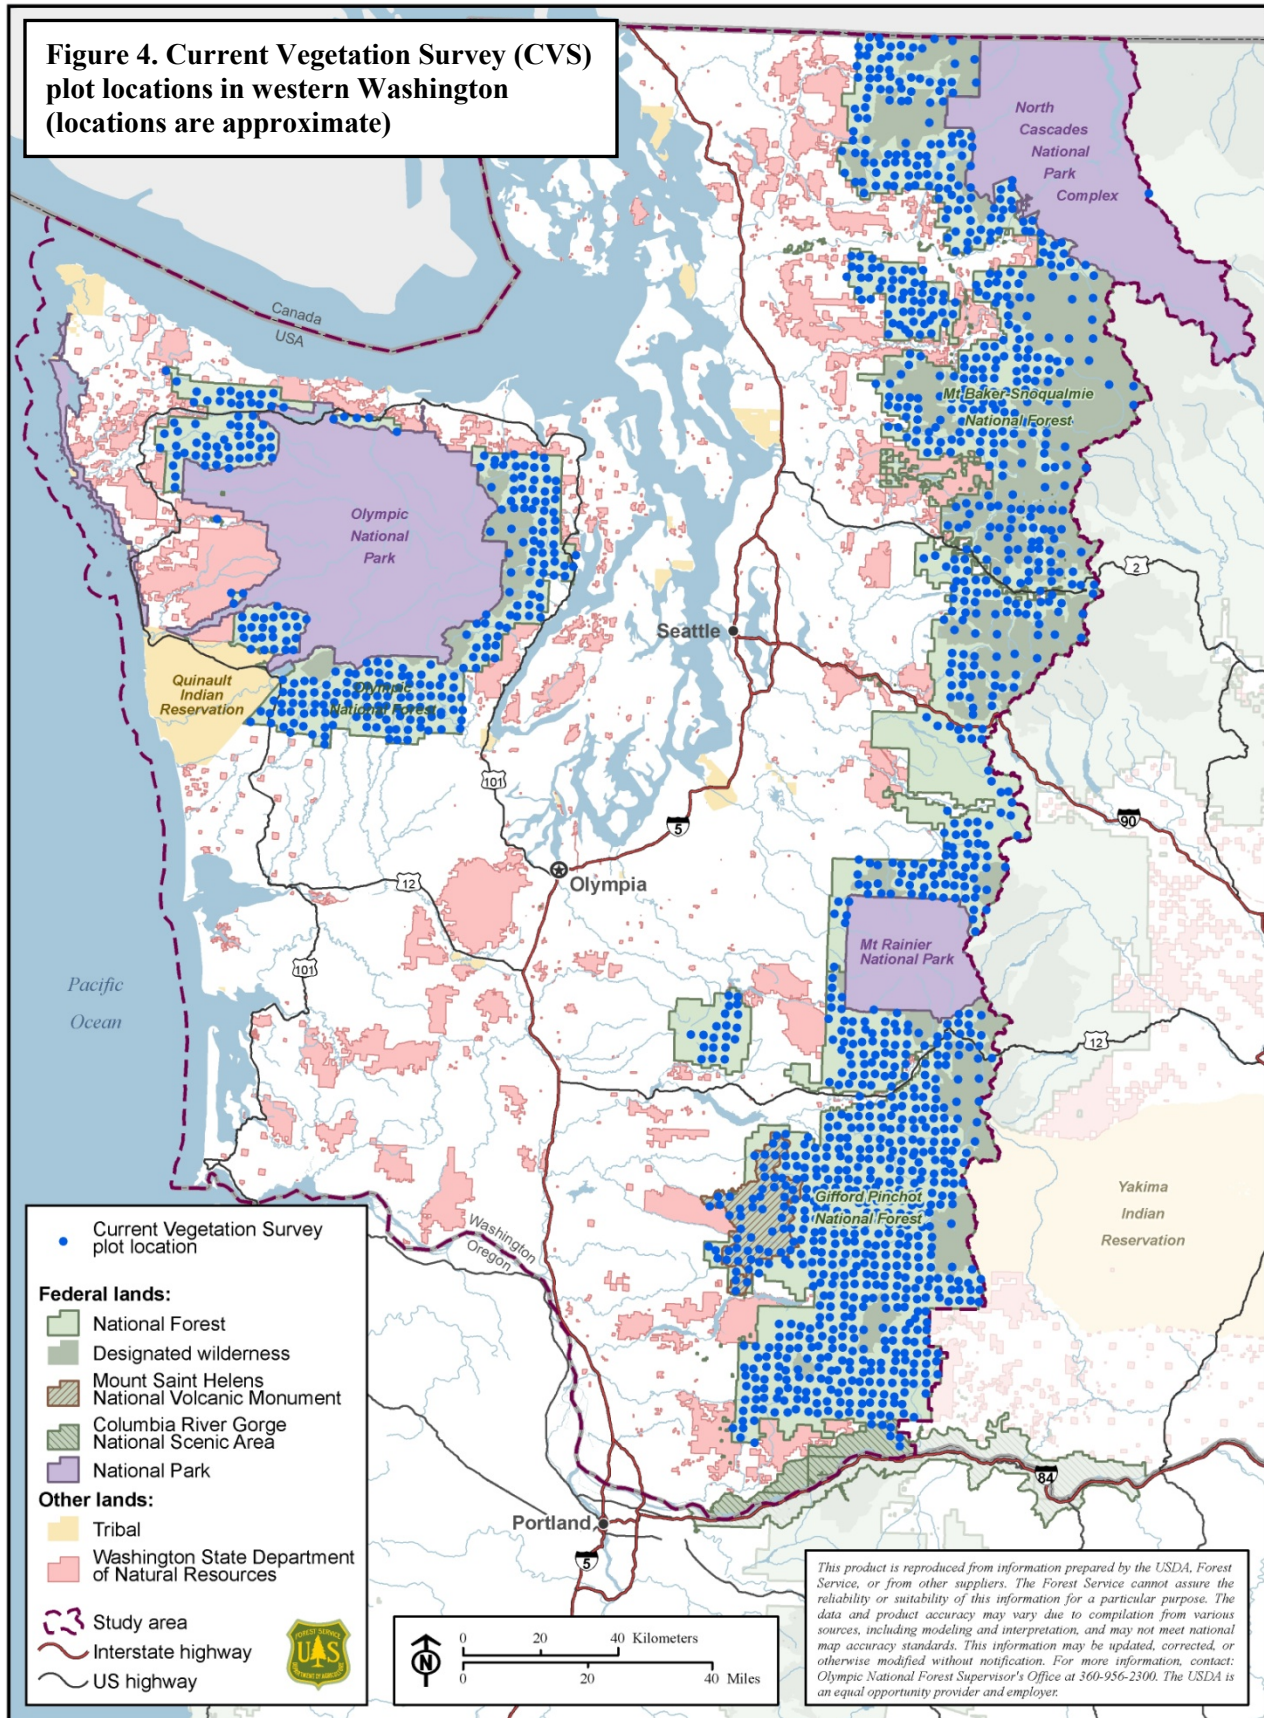 Figure 4. Current Vegetation Survey (CVS)
plot locations in western Washington
(locations are approximate)
North
Cascades
National
Park
Complex
Canada
USA
Mt Baker-Snoqualmie
National Forest
Olympic
National
Park
2
Seattle
Quinault
Indian
Reservation
Olympic
National Forest
101
5
90
Olympia
12
Mt Rainier
National Park
101
Pacific
Ocean
12
Yakima
Indian
Reservation
Gifford Pinchot
National Forest
Washington
Oregon
84
Portland
5
Current Vegetation Survey
plot location
Federal lands:
National Forest
Designated wilderness
Mount Saint Helens
National Volcanic Monument
Columbia River Gorge
National Scenic Area
National Park
Other lands:
Tribal
Washington State Department
of Natural Resources
Study area
Interstate highway
US highway
FOREST SERVICE
U S
DEPARTMENT OF AGRICULTURE
N
0 20 40 Kilometers
0 20 40 Miles
This product is reproduced from information prepared by the USDA, Forest
Service, or from other suppliers. The Forest Service cannot assure the
reliability or suitability of this information for a particular purpose. The
data and product accuracy may vary due to compilation from various
sources, including modeling and interpretation, and may not meet national
map accuracy standards. This information may be updated, corrected, or
otherwise modified without notification. For more information, contact:
Olympic National Forest Supervisor's Office at 360-956-2300. The USDA is
an equal opportunity provider and employer.